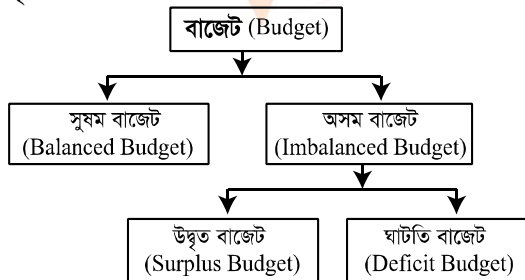 বাজেট (Budget)
সুষম বাজেট
(Balanced Budget)
অসম বাজেট
(Imbalanced Budget)
উদ্বৃত বাজেট
(Surplus Budget)
ঘাটতি বাজেট
(Deficit Budget)